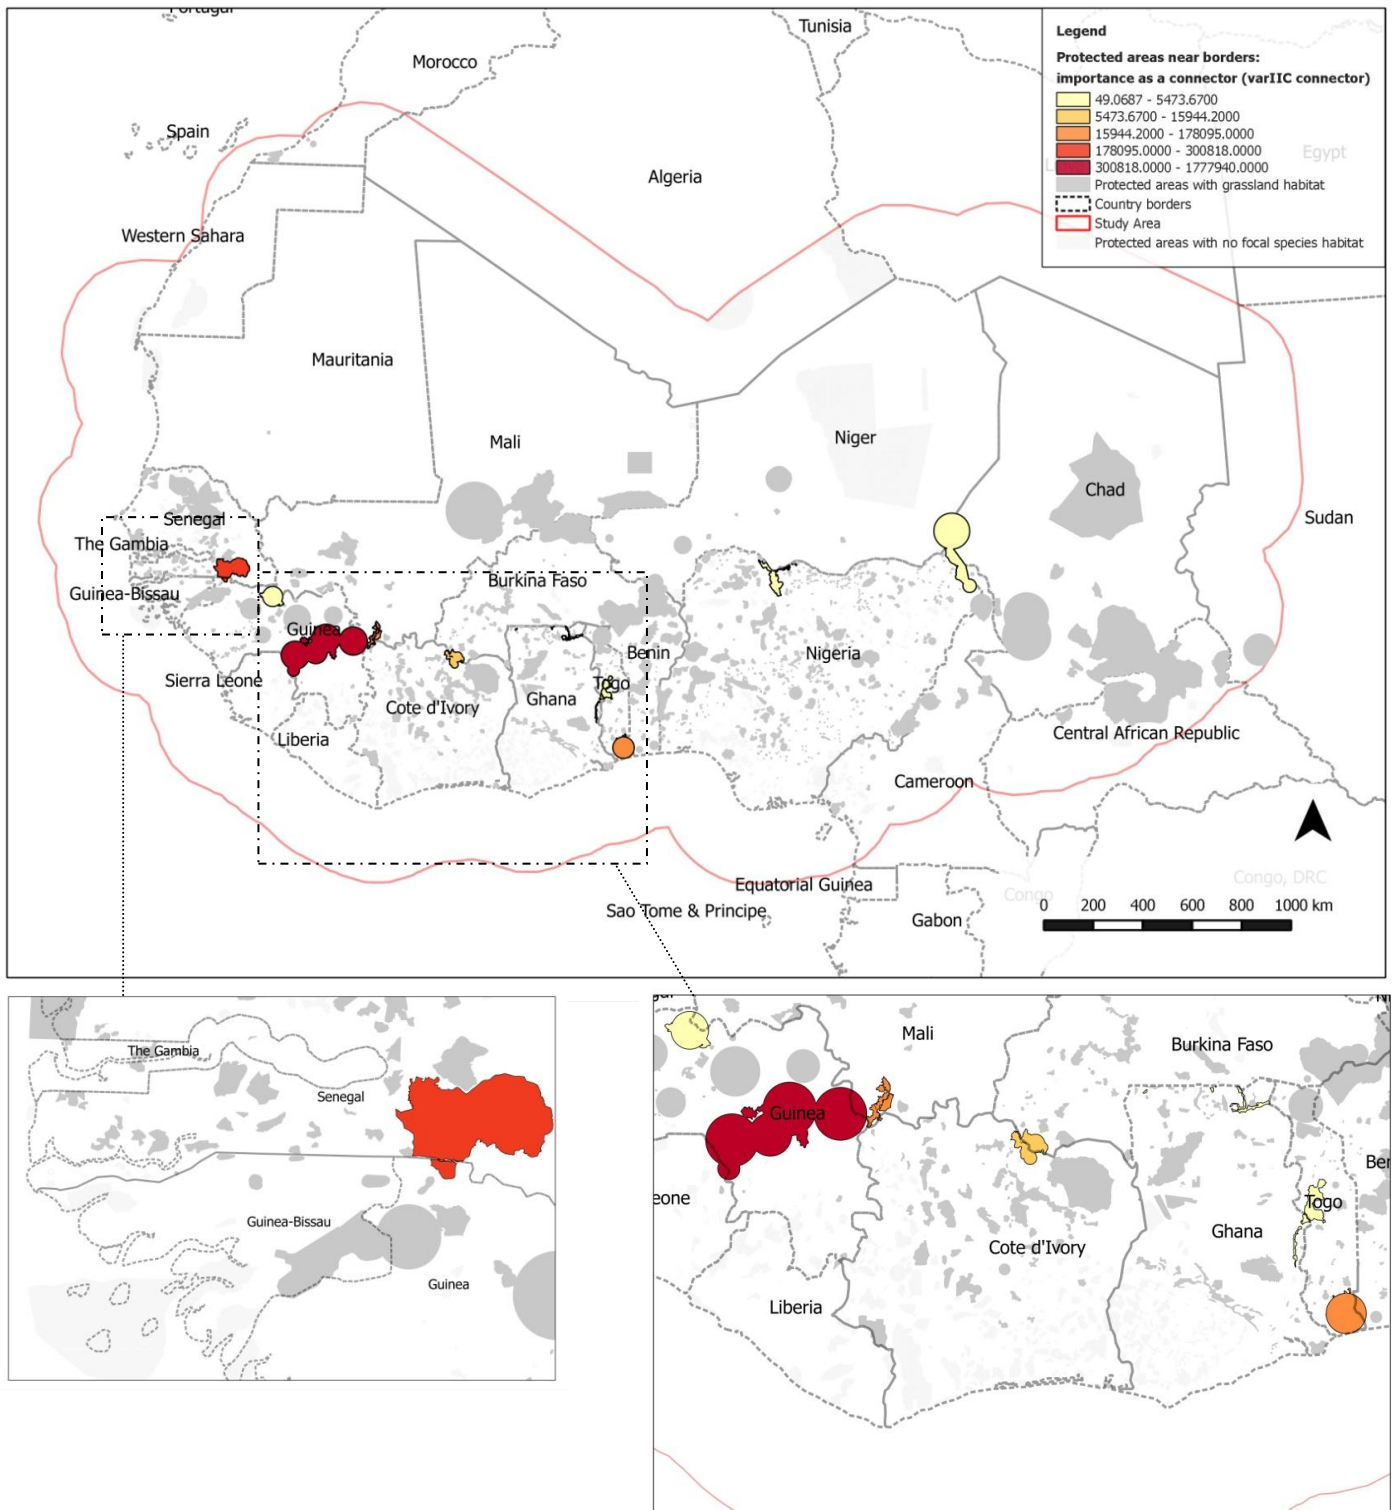 Portugal
Tunisia
Morocco
Legend
Protected areas near borders:
importance as a connector (varIIC connector)
49.0687 - 5473.6700
5473.6700 - 15944.2000
15944.2000 - 178095.0000
178095.0000 - 300818.0000
300818.0000 - 1777940.0000
Protected areas with grassland habitat
Country borders
Study Area
Protected areas with no focal species habitat
Spain
Egypt
Algeria
Western Sahara
Mauritania
Mali
Niger
Chad
Senegal
Sudan
The Gambia
Burkina Faso
Guinea-Bissau
Guinea
Benin
Nigeria
Sierra Leone
Togo
Ghana
Cote d'Ivory
Liberia
Central African Republic
Cameroon
Equatorial Guinea
Congo, DRC
Congo
Sao Tome & Principe
Gabon
0 200 400 600 800 1000 km
The Gambia
Senegal
Guinea-Bissau
Guinea
Mali
Burkina Faso
Guinea
Ber
eone
Togo
Ghana
Cote d'Ivory
Liberia